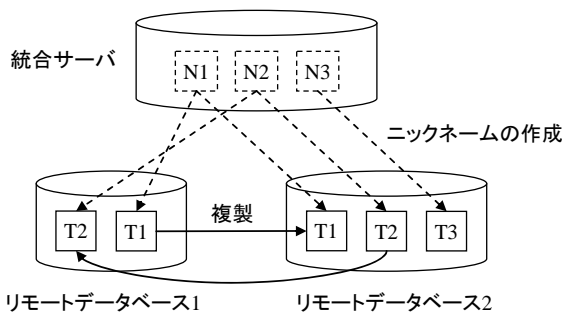 統合サーバ
N1 N2 N3
ニックネームの作成
T2 T1 複製 T1 T2 T3
リモートデータベース1 リモートデータベース2